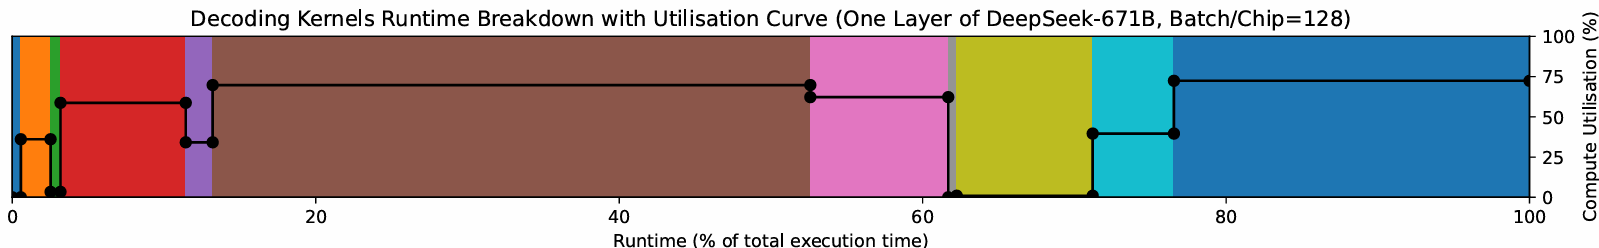 Decoding Kernels Runtime Breakdown with Utilisation Curve (One Layer of DeepSeek-671B, Batch/Chip=128)
100
75
50
25
0
Compute Utilisation (%)
0 20 40 60 80 100
Runtime (% of total execution time)